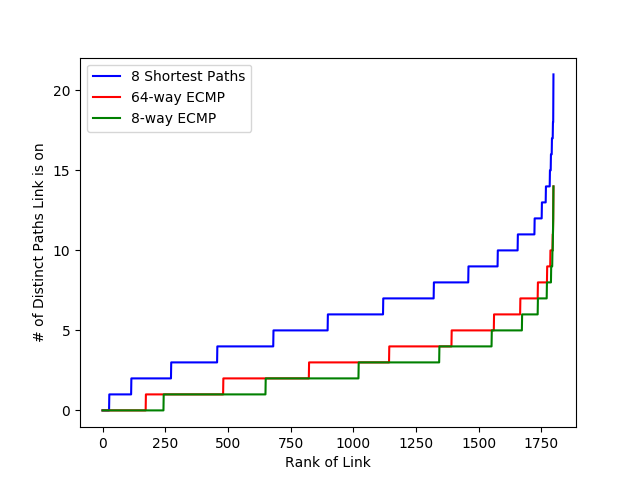 8 Shortest Paths
64-way ECMP
8-way ECMP
# of Distinct Paths Link is on
20
15
10
5
0
0 250 500 750 1000 1250 1500 1750
Rank of Link